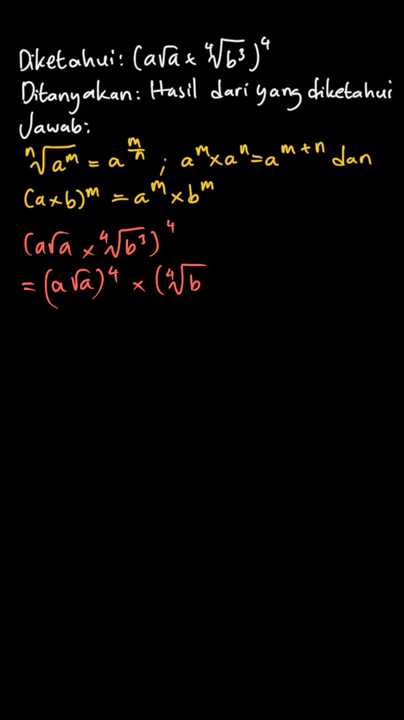 Diketahui: (a√a × ⁴√b³)⁴
Ditanyakan: Hasil dari yang diketahui
Jawab:
ⁿ√aᵐ = a^(m/n) ; aᵐ × aⁿ = aᵐ⁺ⁿ dan
(a × b)ᵐ = aᵐ × bᵐ
(a√a × ⁴√b³)⁴
= (a√a)⁴ × (⁴√b